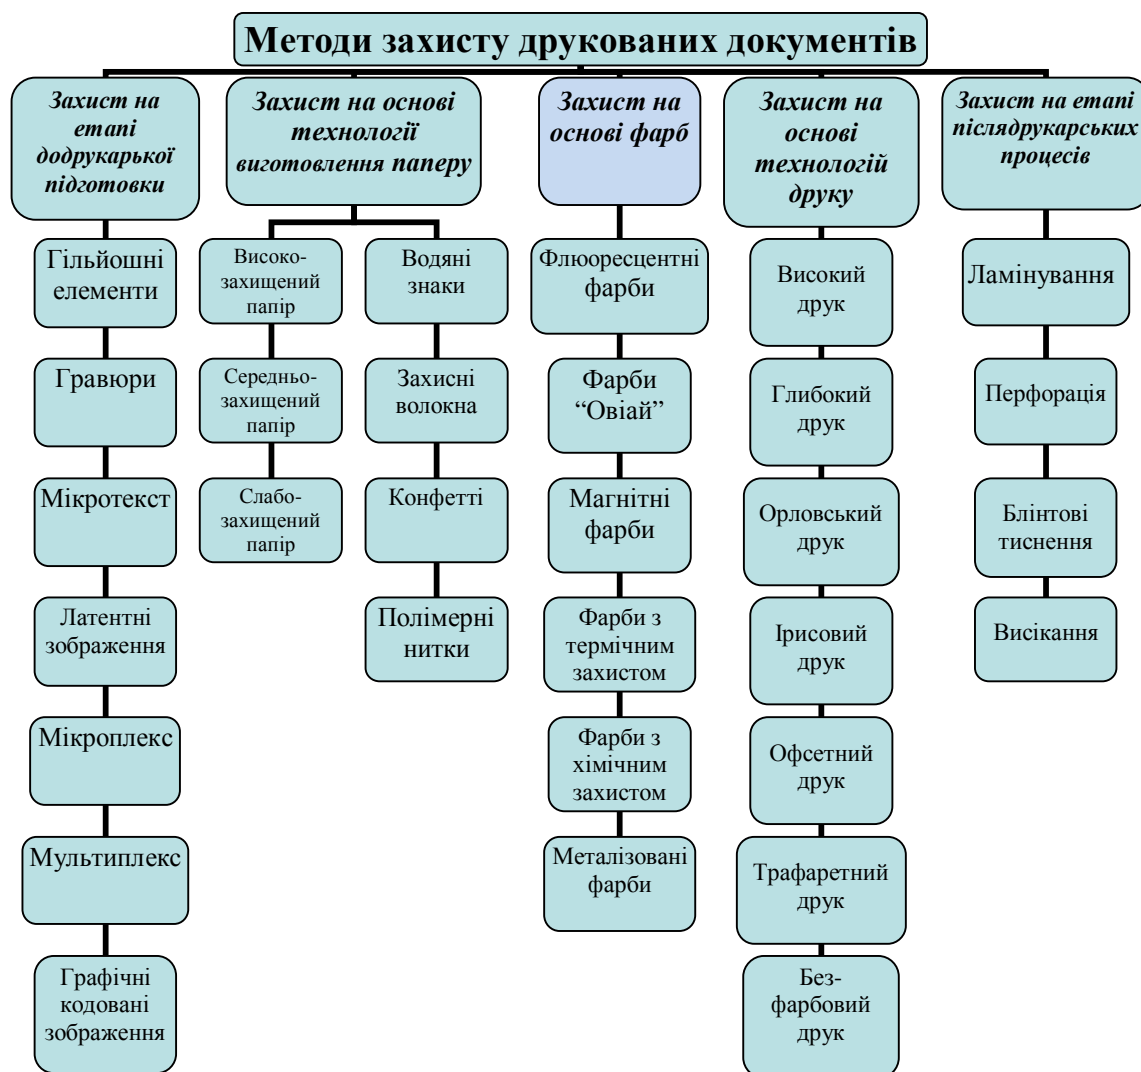 Методи захисту друкованих документів
Захист на
етапі
додрукарької
підготовки
Гільйошні
елементи
Гравюри
Мікротекст
Латентні
зображення
Мікроплекс
Мультиплекс
Графічні
кодовані
зображення
Захист на основі
технології
виготовлення паперу
Високо-
захищений
папір
Середньо-
захищений
папір
Слабо-
захищений
папір
Водяні
знаки
Захисні
волокна
Конфетті
Полімерні
нитки
Захист на
основі фарб
Флюоресцентні
фарби
Фарби
“Овіай”
Магнітні
фарби
Фарби з
термічним
захистом
Фарби з
хімічним
захистом
Металізовані
фарби
Захист на
основі
технологій
друку
Високий
друк
Глибокий
друк
Орловський
друк
Ірисовий
друк
Офсетний
друк
Трафаретний
друк
Без-
фарбовий
друк
Захист на етапі
післядрукарських
процесів
Ламінування
Перфорація
Блінтові
тиснення
Висікання